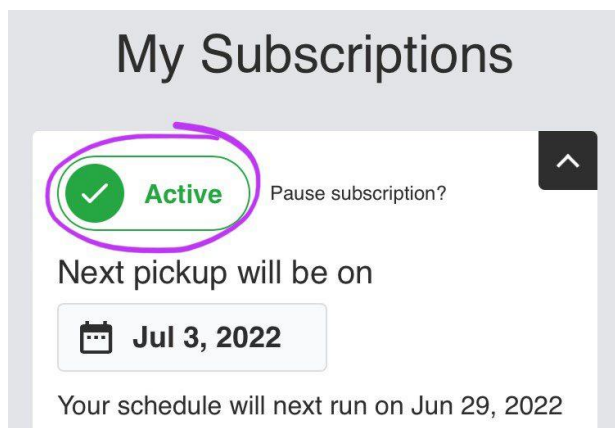 My Subscriptions
Active Pause subscription?
Next pickup will be on
Jul 3, 2022
Your schedule will next run on Jun 29, 2022